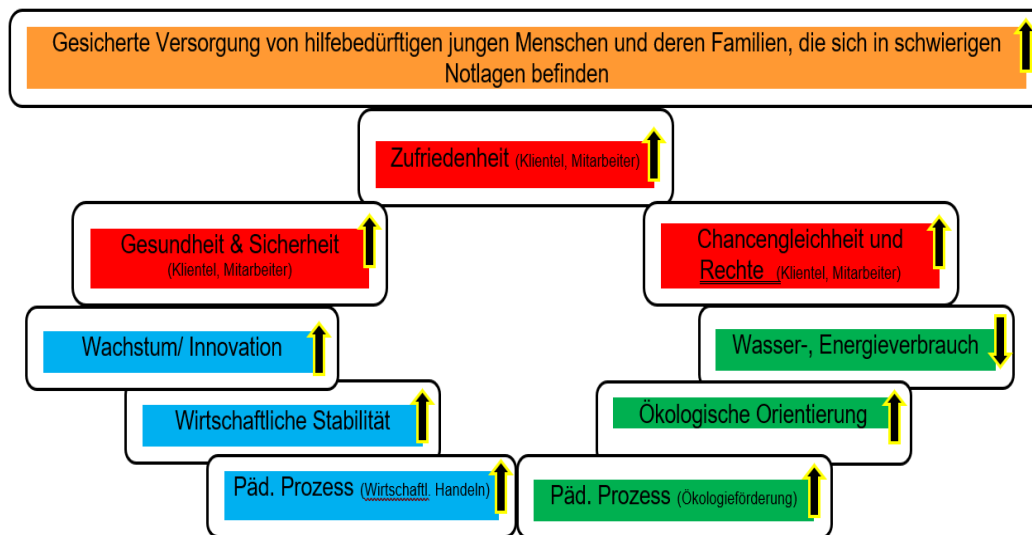 Gesicherte Versorgung von hilfebedürftigen jungen Menschen und deren Familien, die sich in schwierigen
Notlagen befinden
Zufriedenheit (Klientel, Mitarbeiter)
Gesundheit & Sicherheit
(Klientel, Mitarbeiter)
Chancengleichheit und
Rechte (Klientel, Mitarbeiter)
Wachstum/ Innovation
Wasser-, Energieverbrauch
Wirtschaftliche Stabilität
Ökologische Orientierung
Päd. Prozess (Wirtschaftl. Handeln)
Päd. Prozess (Ökologieförderung)